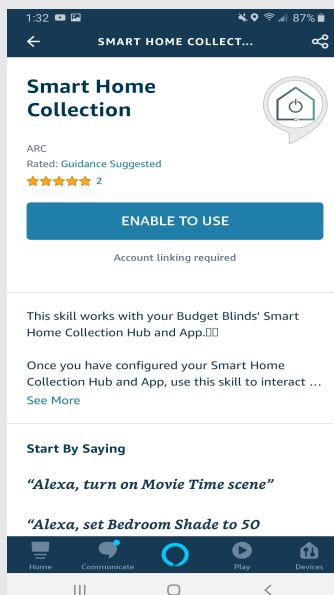 1:32 87%
SMART HOME COLLECT...
Smart Home
Collection
ARC
Rated: Guidance Suggested
2
ENABLE TO USE
Account linking required
This skill works with your Budget Blinds' Smart
Home Collection Hub and App.
Once you have configured your Smart Home
Collection Hub and App, use this skill to interact ...
See More
Start By Saying
“Alexa, turn on Movie Time scene”
“Alexa, set Bedroom Shade to 50
Home Communicate Play Devices